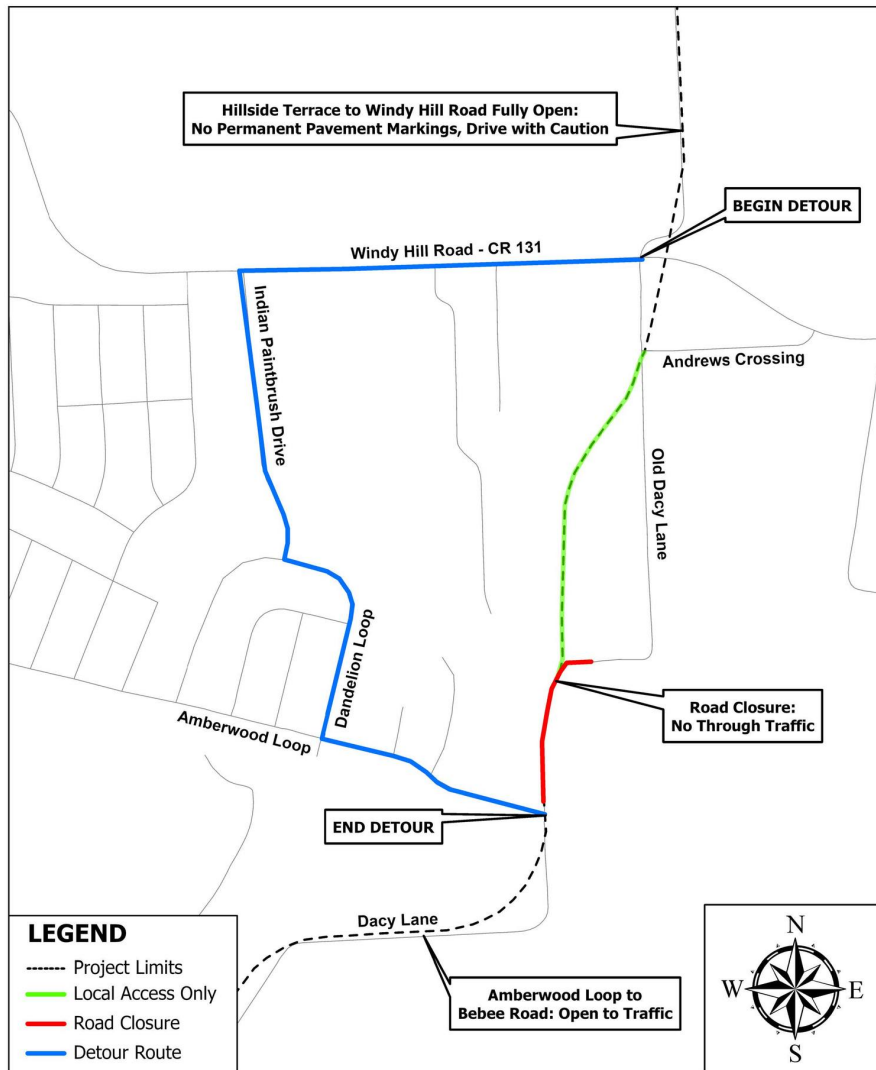 Hillside Terrace to Windy Hill Road Fully Open:
No Permanent Pavement Markings, Drive with Caution
BEGIN DETOUR
Windy Hill Road - CR 131
Indian Paintbrush Drive
Andrews Crossing
Old Dacy Lane
Dandelion Loop
Road Closure:
No Through Traffic
Amberwood Loop
END DETOUR
Dacy Lane
Amberwood Loop to
Bebee Road: Open to Traffic
LEGEND
Project Limits
Local Access Only
Road Closure
Detour Route
N
W E
S